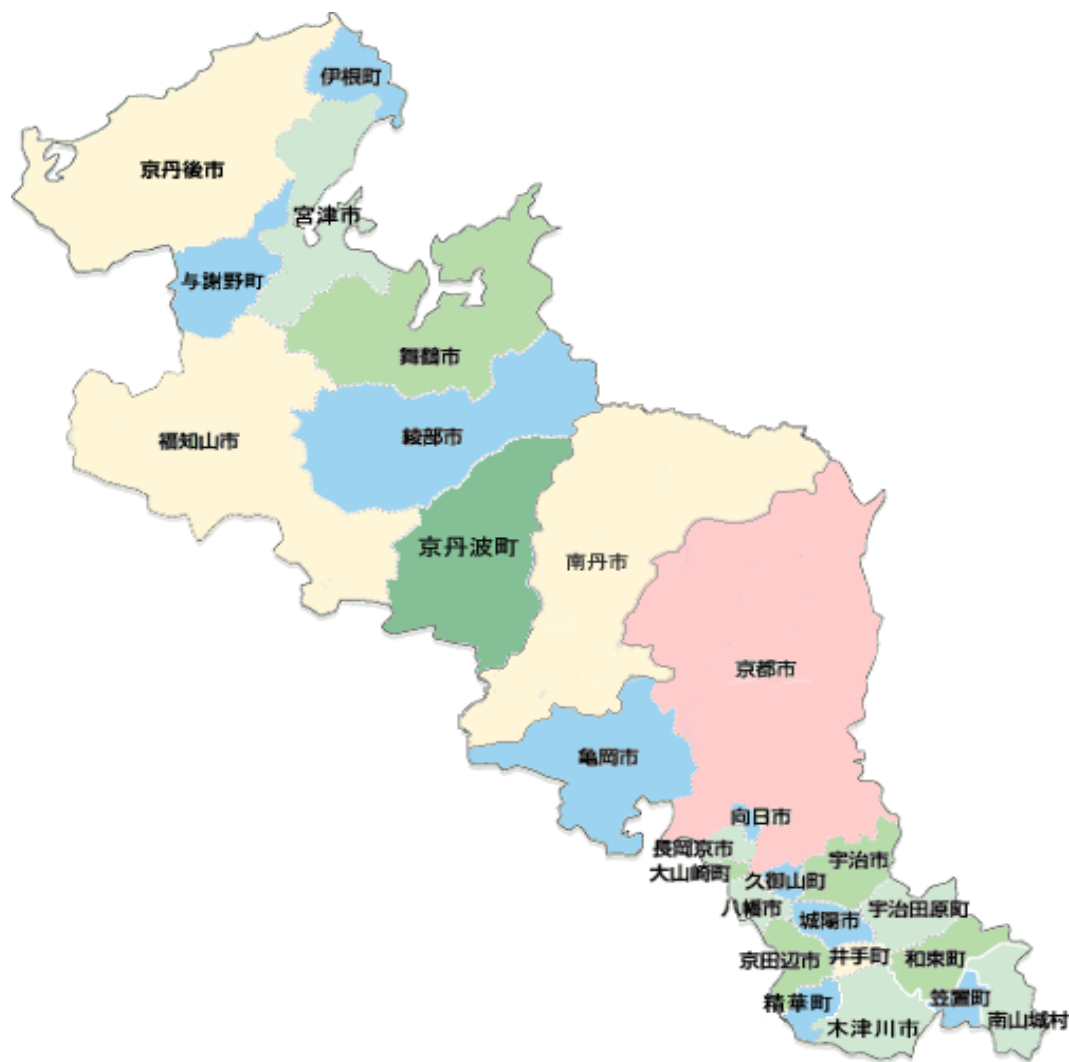 伊根町
京丹後市
宮津市
与謝野町
舞鶴市
綾部市
福知山市
京丹波町
南丹市
京都市
亀岡市
向日市
長岡京市
宇治市
大山崎町
久御山町
八幡市
宇治田原町
城陽市
京田辺市
井手町
和束町
精華町
笠置町
木津川市
南山城村